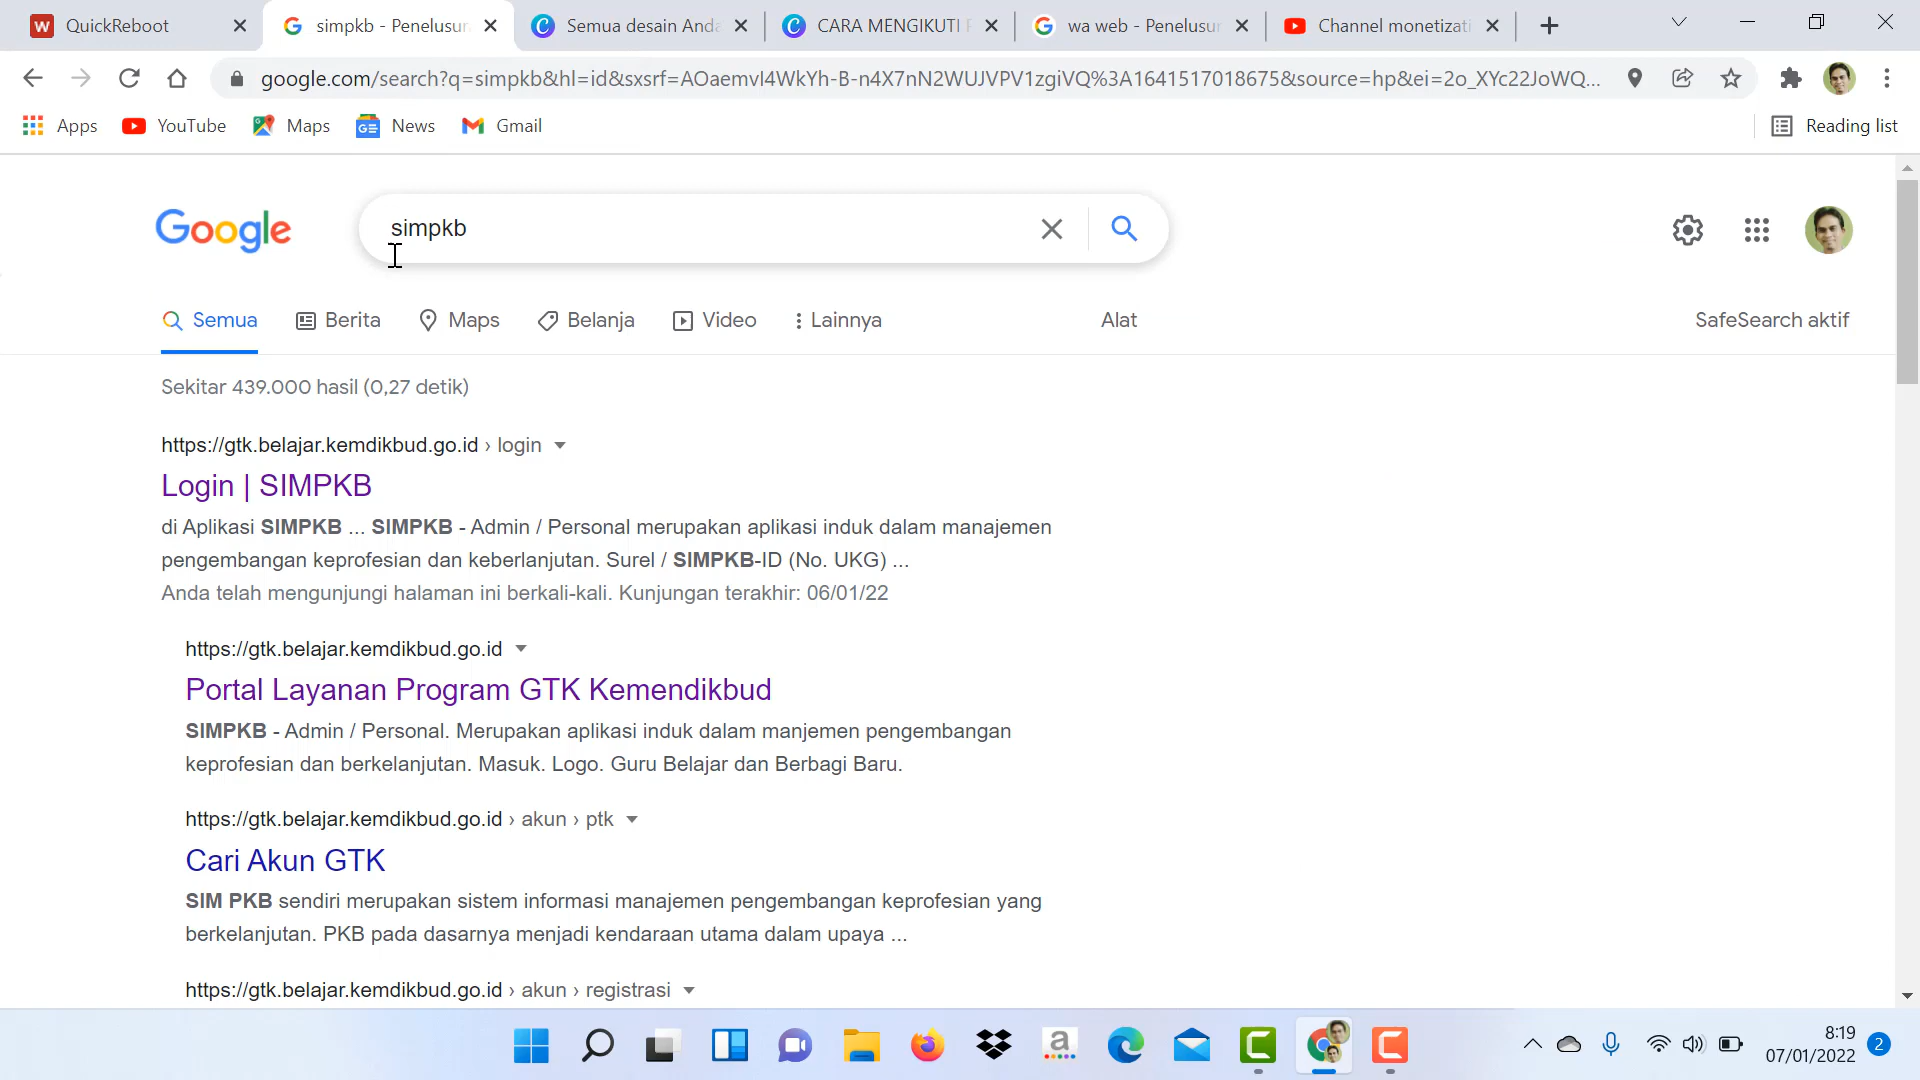 QuickReboot
simpkb - Penelusur
Semua desain Anda
CARA MENGIKUTI
wa web - Penelusur
Channel monetizati
google.com/search?q=simpkb&hl=id&sxsrf=AOaemvI4WkYh-B-n4X7nN2WUJVPV1zgiVQ%3A1641517018675&source=hp&ei=2o_XYc22JoWQ...
Apps
YouTube
Maps
News
Gmail
Reading list
Google
simpkb
Semua
Berita
Maps
Belanja
Video
Lainnya
Alat
SafeSearch aktif
Sekitar 439.000 hasil (0,27 detik)
https://gtk.belajar.kemdikbud.go.id › login
Login | SIMPKB
di Aplikasi SIMPKB ... SIMPKB - Admin / Personal merupakan aplikasi induk dalam manajemen
pengembangan keprofesian dan keberlanjutan. Surel / SIMPKB-ID (No. UKG) ...
Anda telah mengunjungi halaman ini berkali-kali. Kunjungan terakhir: 06/01/22
https://gtk.belajar.kemdikbud.go.id
Portal Layanan Program GTK Kemendikbud
SIMPKB - Admin / Personal. Merupakan aplikasi induk dalam manjemen pengembangan
keprofesian dan berkelanjutan. Masuk. Logo. Guru Belajar dan Berbagi Baru.
https://gtk.belajar.kemdikbud.go.id › akun › ptk
Cari Akun GTK
SIM PKB sendiri merupakan sistem informasi manajemen pengembangan keprofesian yang
berkelanjutan. PKB pada dasarnya menjadi kendaraan utama dalam upaya ...
https://gtk.belajar.kemdikbud.go.id › akun › registrasi
8:19
07/01/2022
2